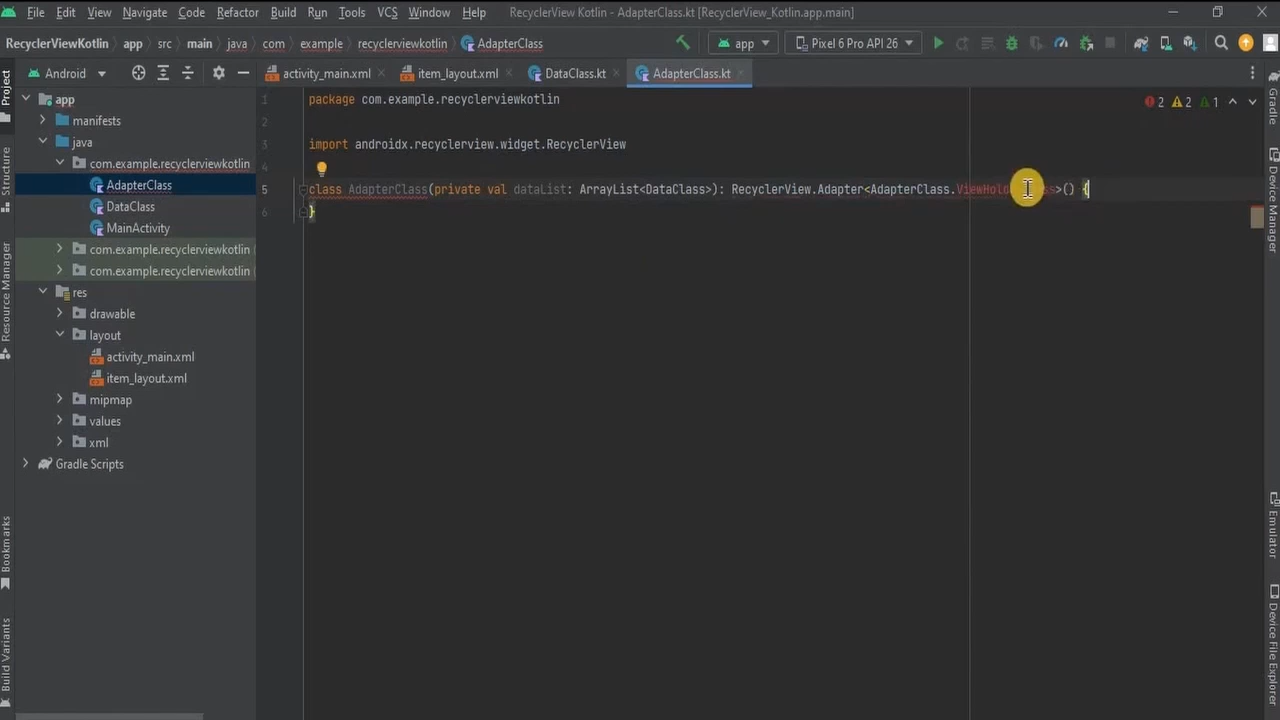 File Edit View Navigate Code Refactor Build Run Tools VCS Window Help RecyclerView Kotlin - AdapterClass.kt [RecyclerView_Kotlin.app.main]
RecyclerViewKotlin app src main java com example recyclerviewkotlin AdapterClass app Pixel 6 Pro API 26
Android activity_main.xml item_layout.xml DataClass.kt AdapterClass.kt
Project
Structure
Resource Manager
Bookmarks
Build Variants
app
manifests
java
com.example.recyclerviewkotlin
AdapterClass
DataClass
MainActivity
com.example.recyclerviewkotlin (
com.example.recyclerviewkotlin (
res
drawable
layout
activity_main.xml
item_layout.xml
mipmap
values
xml
Gradle Scripts
2 2 1
1 package com.example.recyclerviewkotlin
2
3 import androidx.recyclerview.widget.RecyclerView
4
5 class AdapterClass(private val dataList: ArrayList<DataClass>): RecyclerView.Adapter<AdapterClass. >() {
6 }
Gradle
Device Manager
Emulator
Device File Explorer